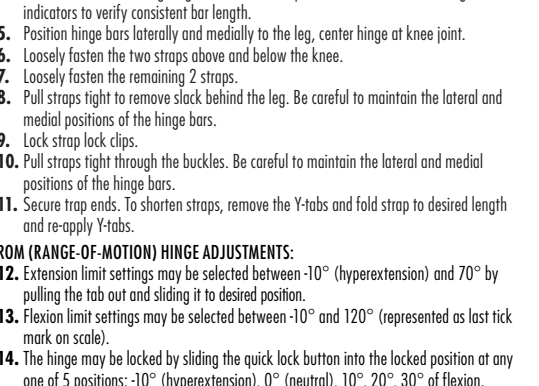 indicators to verify consistent bar length.
5. Position hinge bars laterally and medially to the leg, center hinge at knee joint.
6. Loosely fasten the two straps above and below the knee.
7. Loosely fasten the remaining 2 straps.
8. Pull straps tight to remove slack behind the leg. Be careful to maintain the lateral and
medial positions of the hinge bars.
9. Lock strap lock clips.
10. Pull straps tight through the buckles. Be careful to maintain the lateral and medial
positions of the hinge bars.
11. Secure trap ends. To shorten straps, remove the Y-tabs and fold strap to desired length
and re-apply Y-tabs.
ROM (RANGE-OF-MOTION) HINGE ADJUSTMENTS:
12. Extension limit settings may be selected between -10° (hyperextension) and 70° by
pulling the tab out and sliding it to desired position.
13. Flexion limit settings may be selected between -10° and 120° (represented as last tick
mark on scale).
14. The hinge may be locked by sliding the quick lock button into the locked position at any
one of 5 positions: -10° (hyperextension), 0° (neutral), 10°, 20°, 30° of flexion.